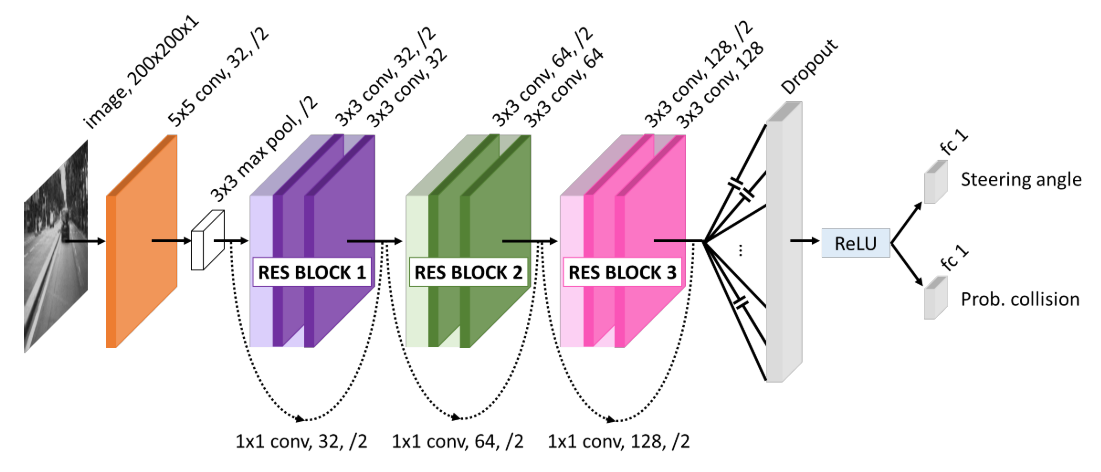 image, 200x200x1
5x5 conv, 32, /2
3x3 max pool, /2
3x3 conv, 32, /2
3x3 conv, 32
3x3 conv, 64, /2
3x3 conv, 64
3x3 conv, 128, /2
3x3 conv, 128
Dropout
...
fc 1
Steering angle
ReLU
RES BLOCK 1
RES BLOCK 2
RES BLOCK 3
fc 1
Prob. collision
1x1 conv, 32, /2
1x1 conv, 64, /2
1x1 conv, 128, /2